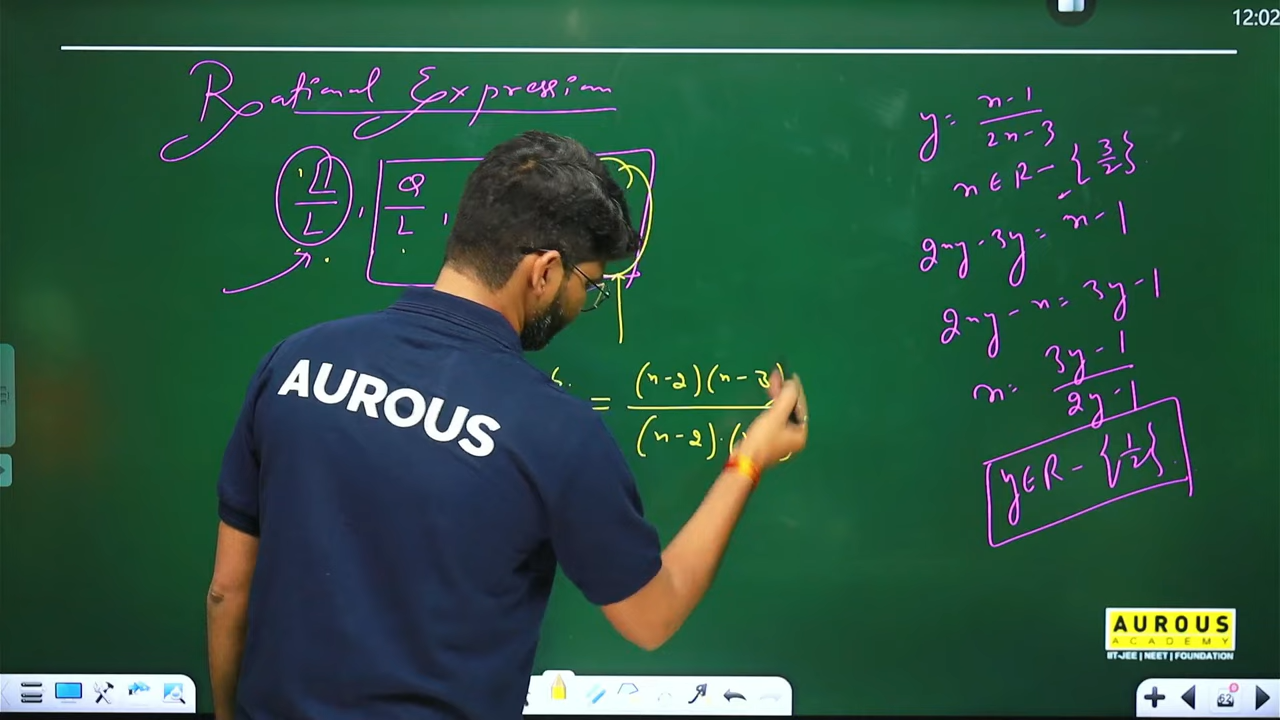 12:02
Rational Expression
L/L , Q/L ,
= (x-2)(x-3) / (x-2).(
y = x-1 / 2x-3
x ∈ R - {3/2}
2xy - 3y = x-1
2xy - x = 3y-1
x = 3y-1 / 2y-1
y ∈ R - {1/2}
AUROUS
AUROUS
ACADEMY
IIT-JEE | NEET | FOUNDATION
62